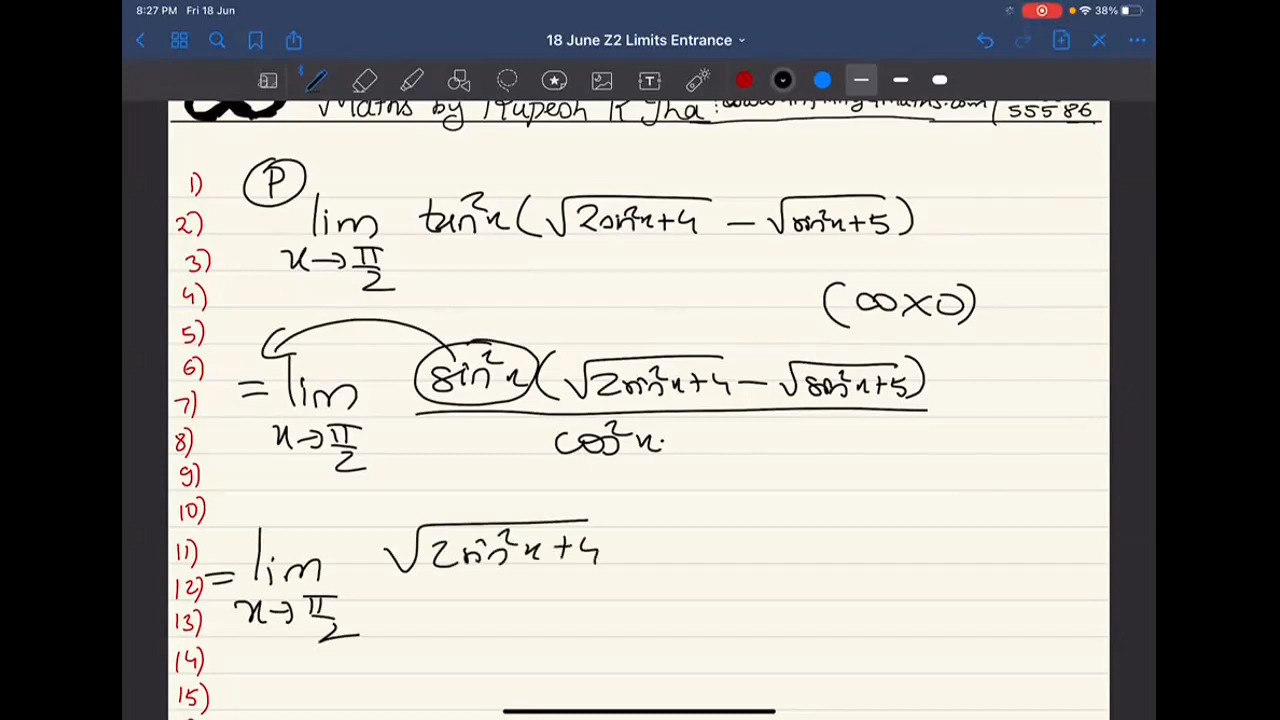 8:27 PM Fri 18 Jun
38%
18 June Z2 Limits Entrance
Maths by Rupesh K Jha
55586
1)
2)
3)
4)
5)
6)
7)
8)
9)
10)
11)
12)
13)
14)
15)
P
lim x→π/2 tan²x(√(2sin²x+4) − √(sin²x+5))
(∞×0)
= lim x→π/2 sin²x(√(2sin²x+4) − √(sin²x+5)) / cos²x
= lim x→π/2 √(2sin²x+4)